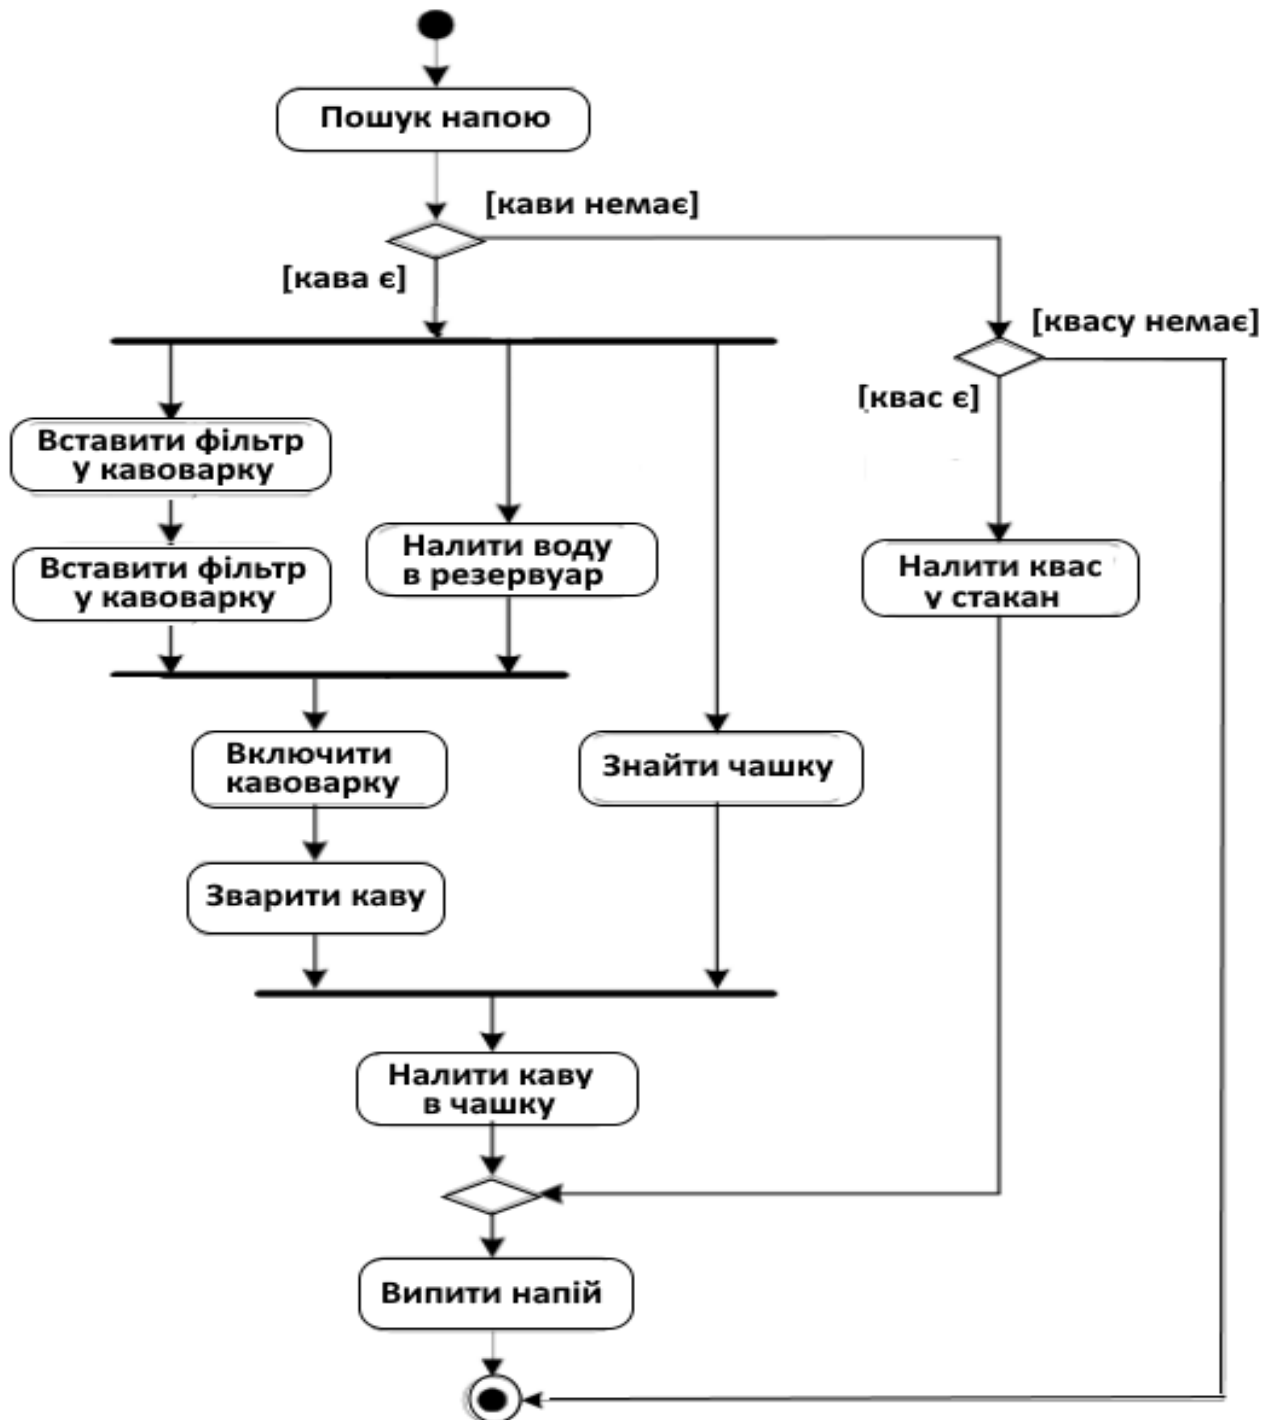 Пошук напою
[кави немає]
[кава є]
[квасу немає]
[квас є]
Вставити фільтр
у кавоварку
Вставити фільтр
у кавоварку
Налити воду
в резервуар
Налити квас
у стакан
Включити
кавоварку
Знайти чашку
Зварити каву
Налити каву
в чашку
Випити напій